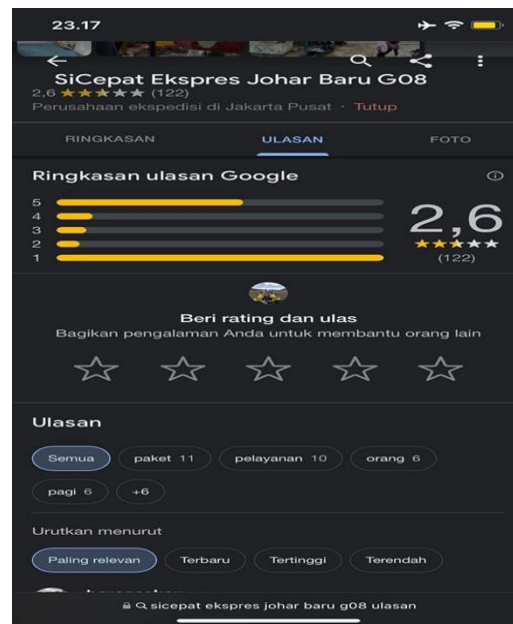 23.17
SiCepat Ekspres Johar Baru G08
2,6 (122)
Perusahaan ekspedisi di Jakarta Pusat · Tutup
RINGKASAN ULASAN FOTO
Ringkasan ulasan Google
5
4
3
2
1
2,6
(122)
Beri rating dan ulas
Bagikan pengalaman Anda untuk membantu orang lain
Ulasan
Semua paket 11 pelayanan 10 orang 6
pagi 6 +6
Urutkan menurut
Paling relevan Terbaru Tertinggi Terendah
sicepat ekspres johar baru g08 ulasan